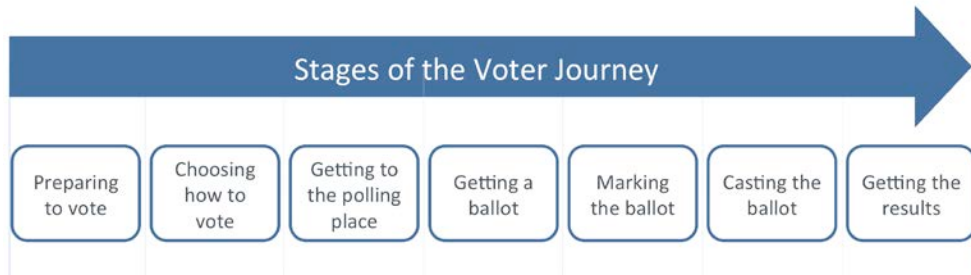 Stages of the Voter Journey
Preparing
to vote
Choosing
how to
vote
Getting to
the polling
place
Getting a
ballot
Marking
the ballot
Casting the
ballot
Getting the
results